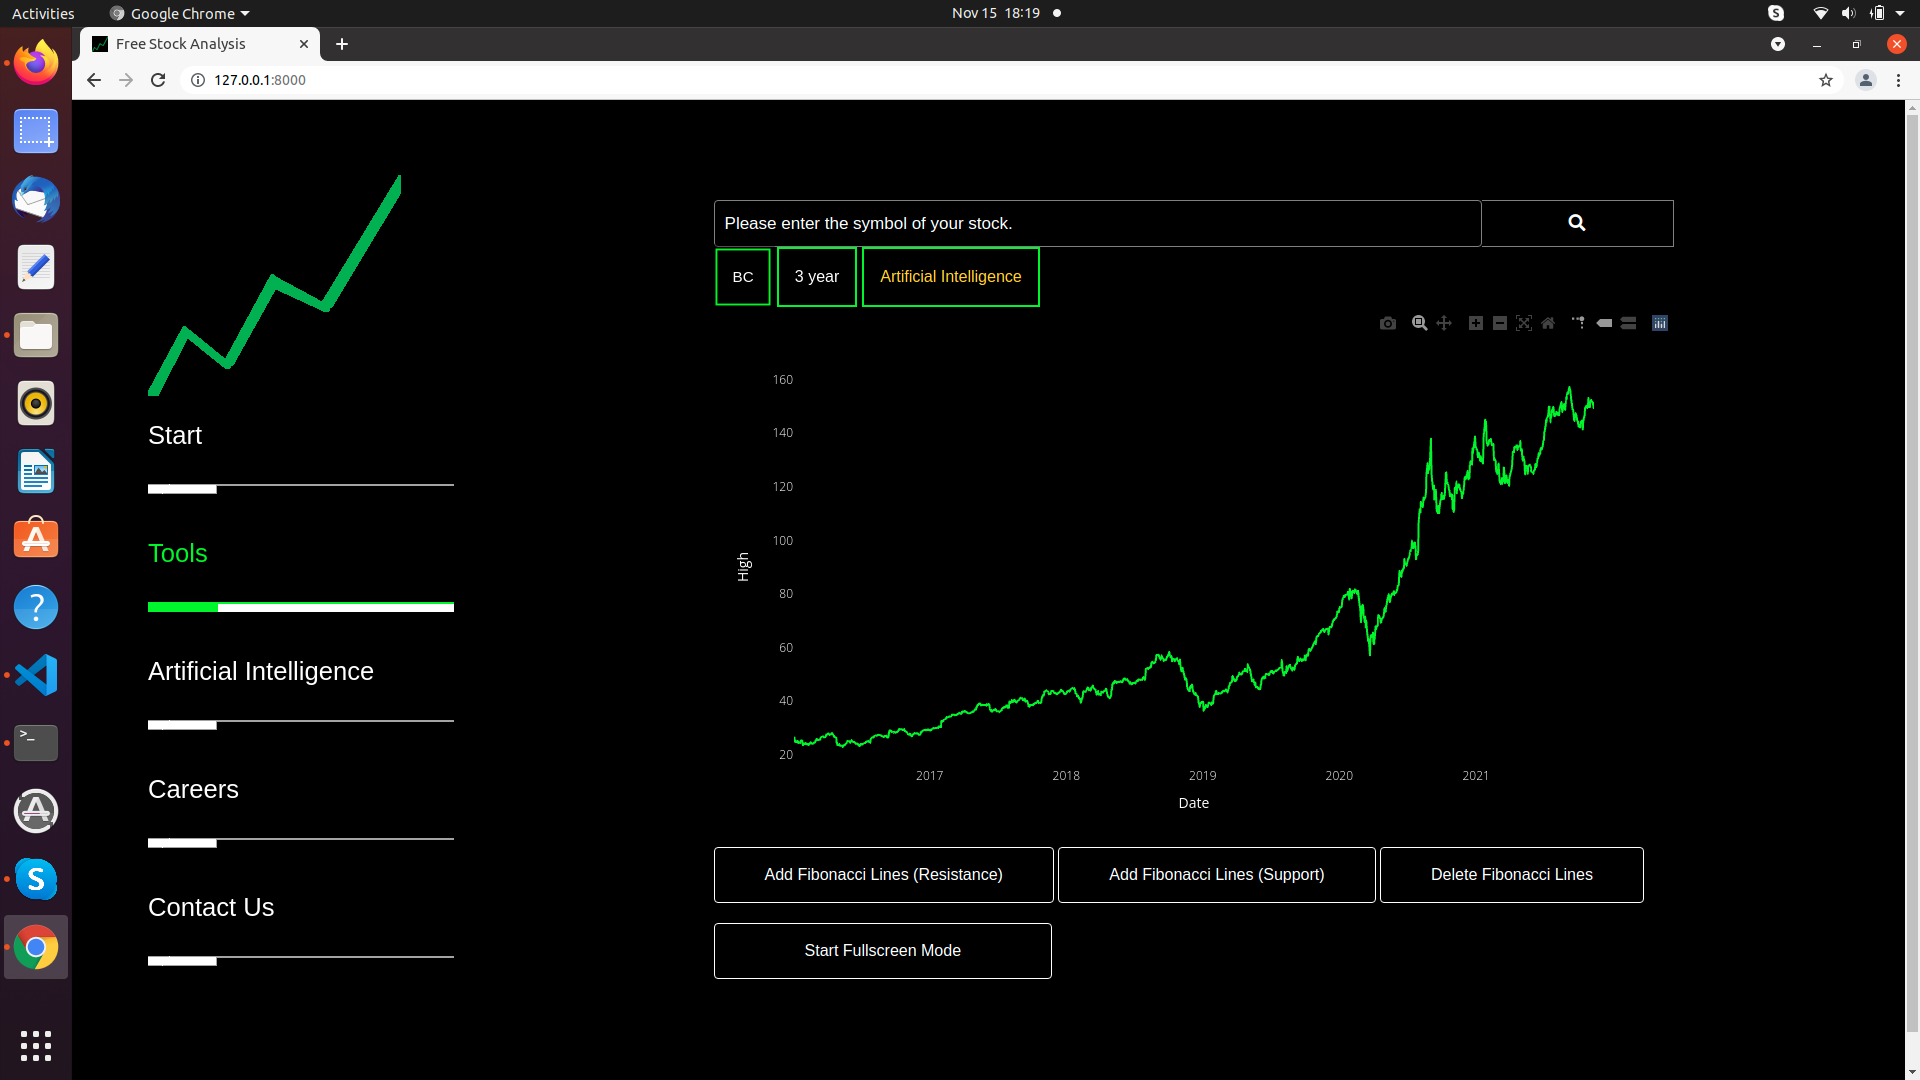 Activities
Google Chrome
Nov 15 18:19
Free Stock Analysis
127.0.0.1:8000
Please enter the symbol of your stock.
BC
3 year
Artificial Intelligence
Start
Tools
Artificial Intelligence
Careers
Contact Us
160
140
120
100
80
60
40
20
High
2017
2018
2019
2020
2021
Date
Add Fibonacci Lines (Resistance)
Add Fibonacci Lines (Support)
Delete Fibonacci Lines
Start Fullscreen Mode